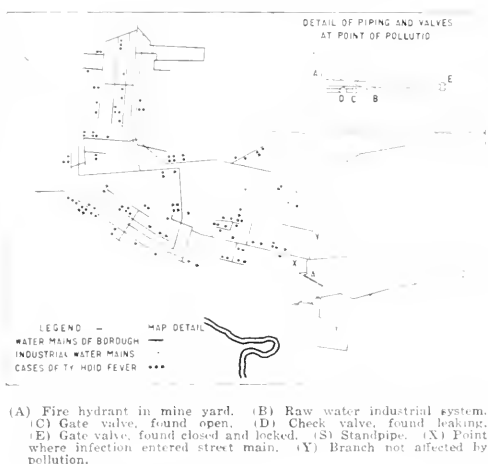 DETAIL OF PIPING AND VALVES
AT POINT OF POLLUTIO
A
E
D C B
Y
X
A
LEGEND - MAP DETAIL
WATER MAINS OF BOROUGH —
INDUSTRIAL WATER MAINS
CASES OF TY HOID FEVER •••
(A) Fire hydrant in mine yard. (B) Raw water industrial system.
(C) Gate valve, found open. (D) Check valve, found leaking.
(E) Gate valve, found closed and locked. (S) Standpipe. (X) Point
where infection entered street main. (Y) Branch not affected by
pollution.